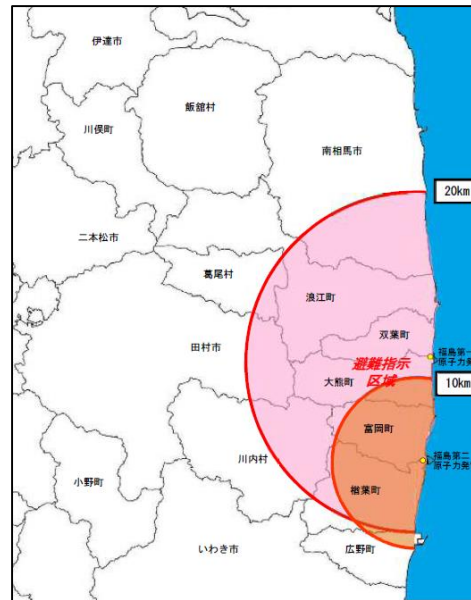 伊達市
飯舘村
川俣町
南相馬市
20km
二本松市
葛尾村
浪江町
双葉町
田村市
福島第一
原子力発
避難指示
区域
大熊町
10km
富岡町
川内村
福島第二
原子力発
小野町
楢葉町
いわき市
広野町